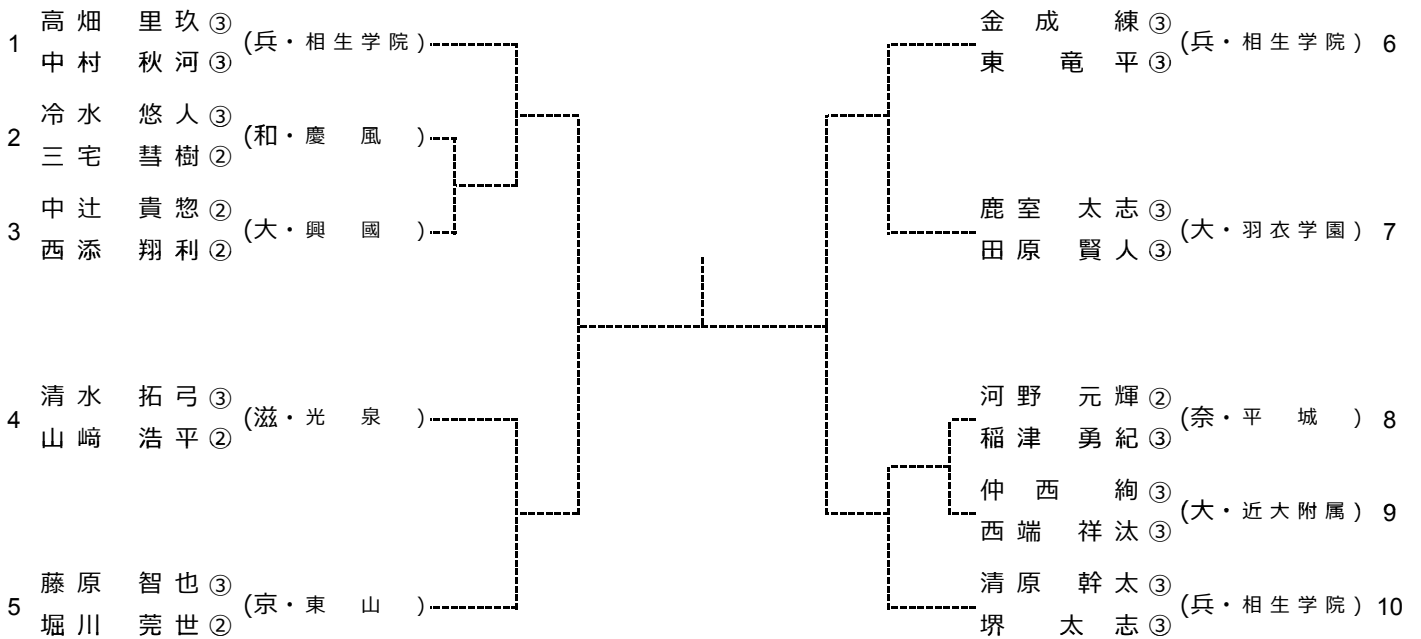 1 高畑 里玖 ③ (兵・相生学院)
中村 秋河 ③
2 冷水 悠人 ③ (和・慶風)
三宅 彗樹 ②
3 中辻 貴惣 ② (大・興國)
西添 翔利 ②
4 清水 拓弓 ③ (滋・光泉)
山﨑 浩平 ②
5 藤原 智也 ③ (京・東山)
堀川 莞世 ②
金成 練 ③ (兵・相生学院) 6
東 竜平 ③
鹿室 太志 ③ (大・羽衣学園) 7
田原 賢人 ③
河野 元輝 ② (奈・平城) 8
稲津 勇紀 ③
仲西 絢 ③ (大・近大附属) 9
西端 祥汰 ③
清原 幹太 ③ (兵・相生学院) 10
堺 太志 ③